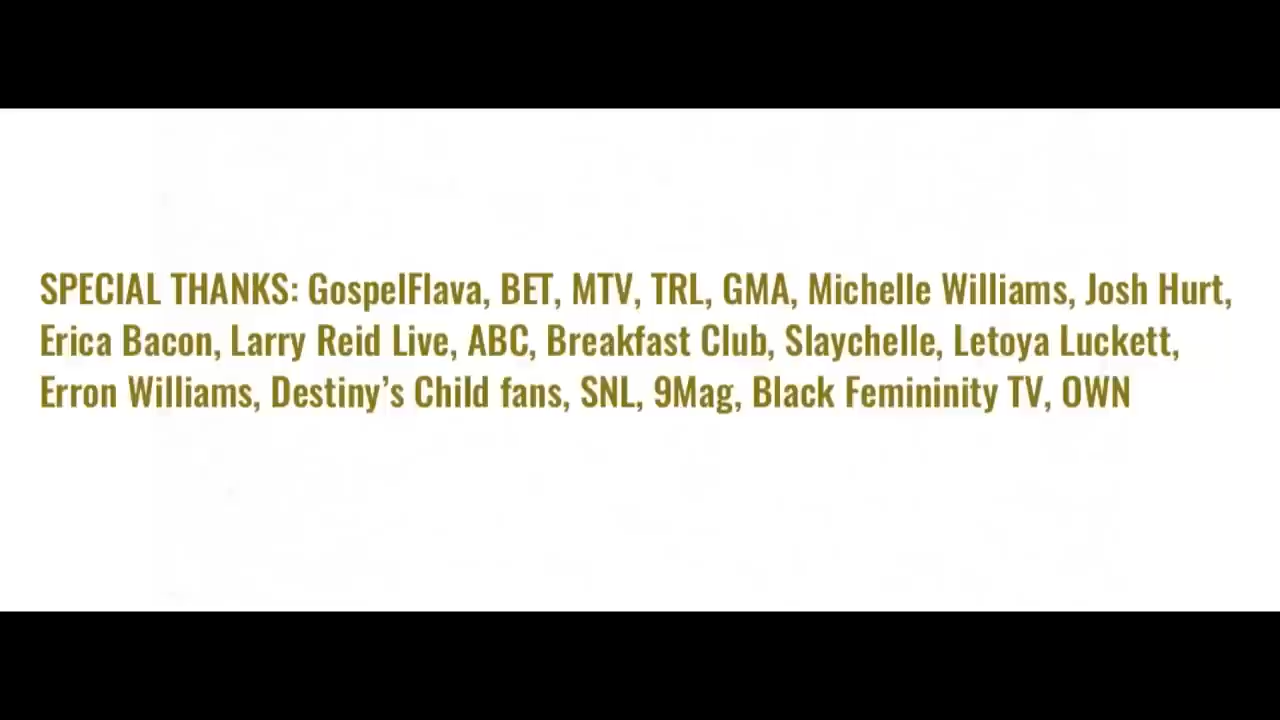 SPECIAL THANKS: GospelFlava, BET, MTV, TRL, GMA, Michelle Williams, Josh Hurt,
Erica Bacon, Larry Reid Live, ABC, Breakfast Club, Slaychelle, Letoya Luckett,
Erron Williams, Destiny’s Child fans, SNL, 9Mag, Black Femininity TV, OWN